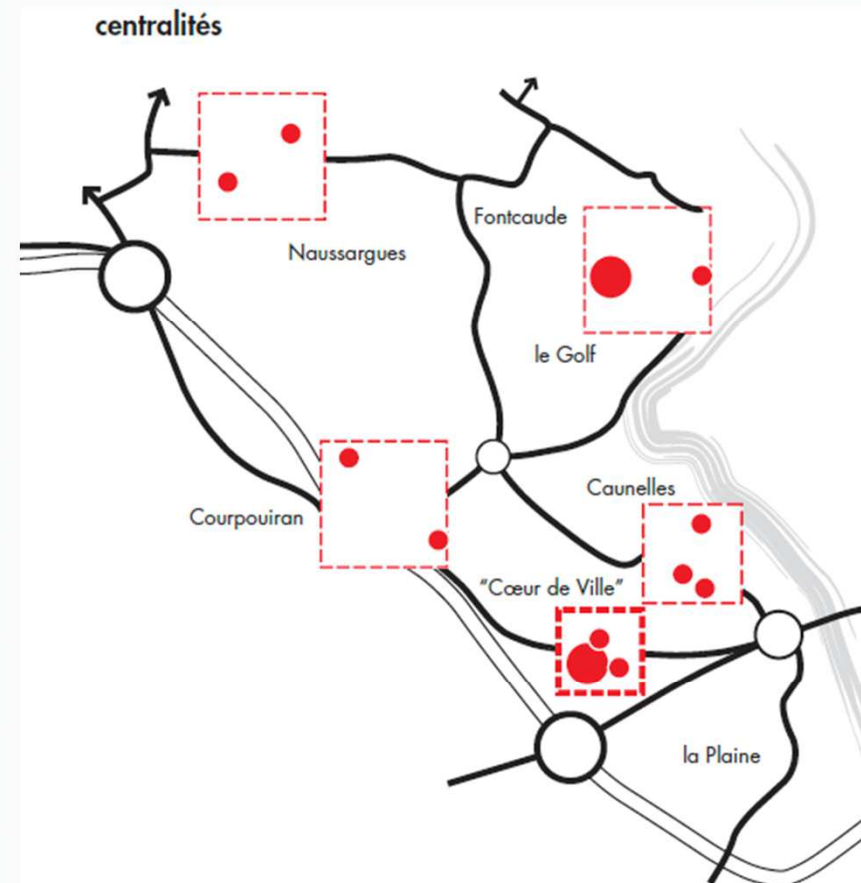 centralités
Fontcaude
Naussargues
le Golf
Caunelles
Courpouiran
“Cœur de Ville”
la Plaine